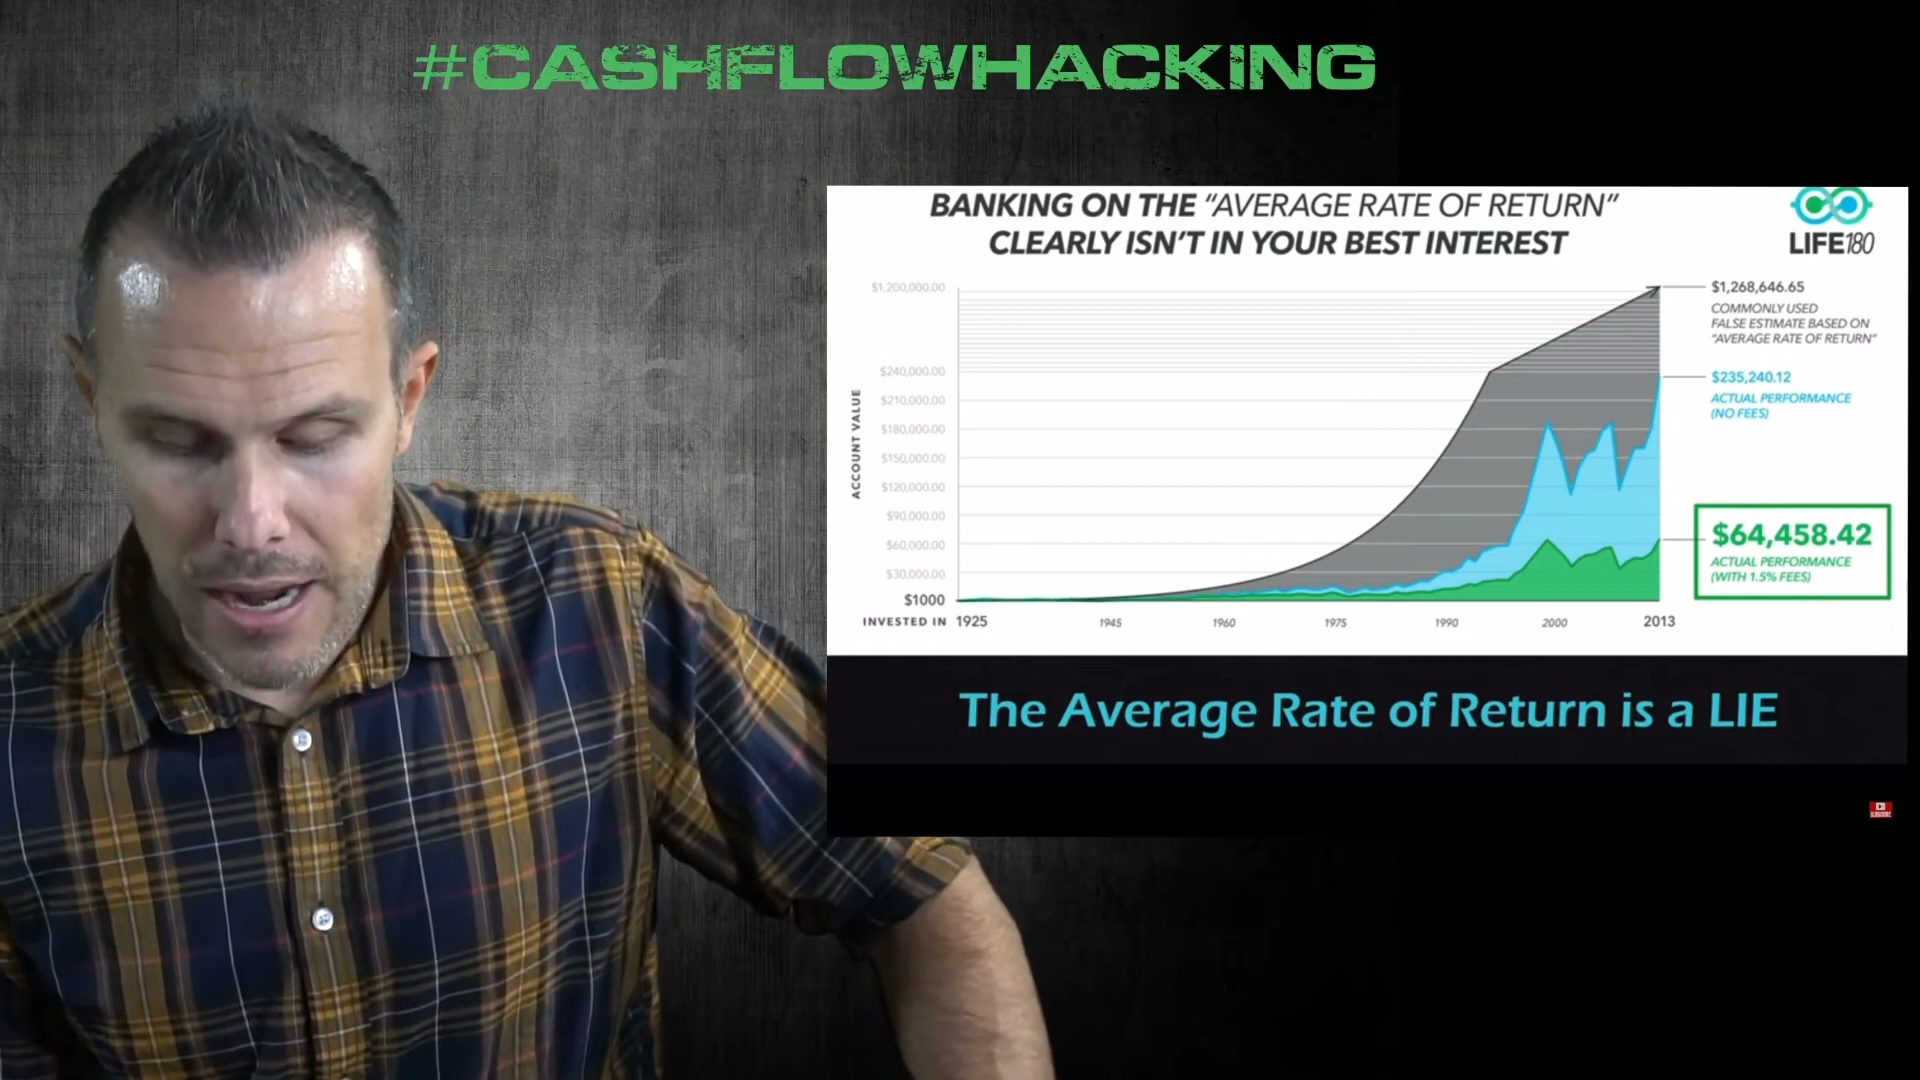 #CASHFLOWHACKING
BANKING ON THE “AVERAGE RATE OF RETURN”
CLEARLY ISN’T IN YOUR BEST INTEREST
LIFE180
$1,200,000.00
$240,000.00
$210,000.00
$180,000.00
$150,000.00
$120,000.00
$90,000.00
$60,000.00
$30,000.00
$1000
ACCOUNT VALUE
INVESTED IN 1925 1945 1960 1975 1990 2000 2013
$1,268,646.65
COMMONLY USED
FALSE ESTIMATE BASED ON
“AVERAGE RATE OF RETURN”
$235,240.12
ACTUAL PERFORMANCE
(NO FEES)
$64,458.42
ACTUAL PERFORMANCE
(WITH 1.5% FEES)
The Average Rate of Return is a LIE
SUBSCRIBE